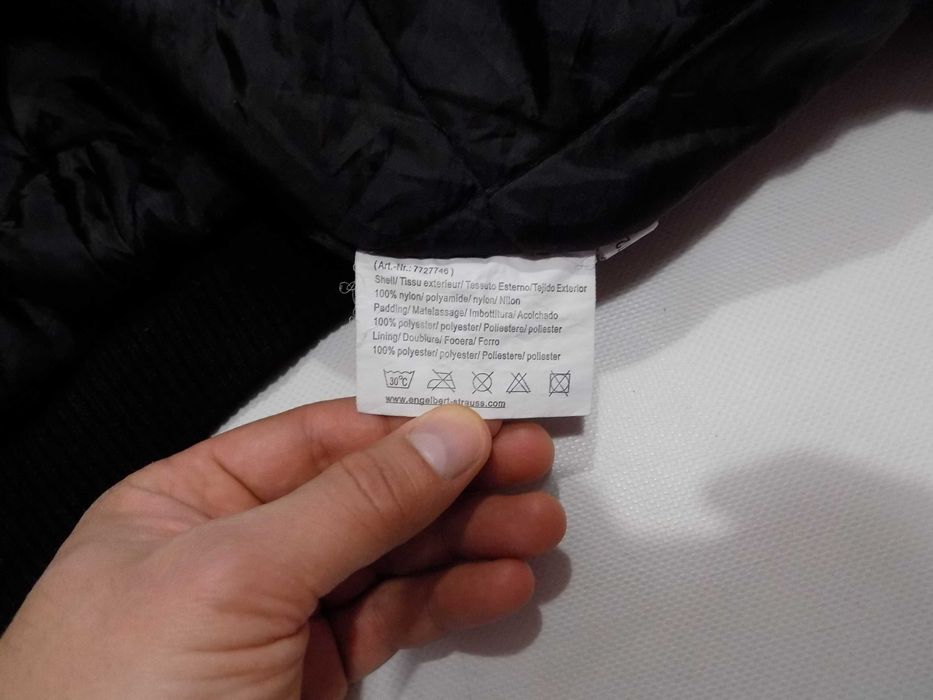 (Art.-Nr.: 7727746)
Shell/ Tissu exterieur/ Tessuto Esterno/Tejido Exterior
100% nylon/ polyamide/ nylon/ Nilon
Padding/ Matelassage/ Imbottitura/ Acolchado
100% polyester/ polyester/ Poliestere/ poliester
Lining/ Doublure/ Fodera/ Forro
100% polyester/ polyester/ Poliestere/ poliester
30°C
www.engelbert-strauss.com